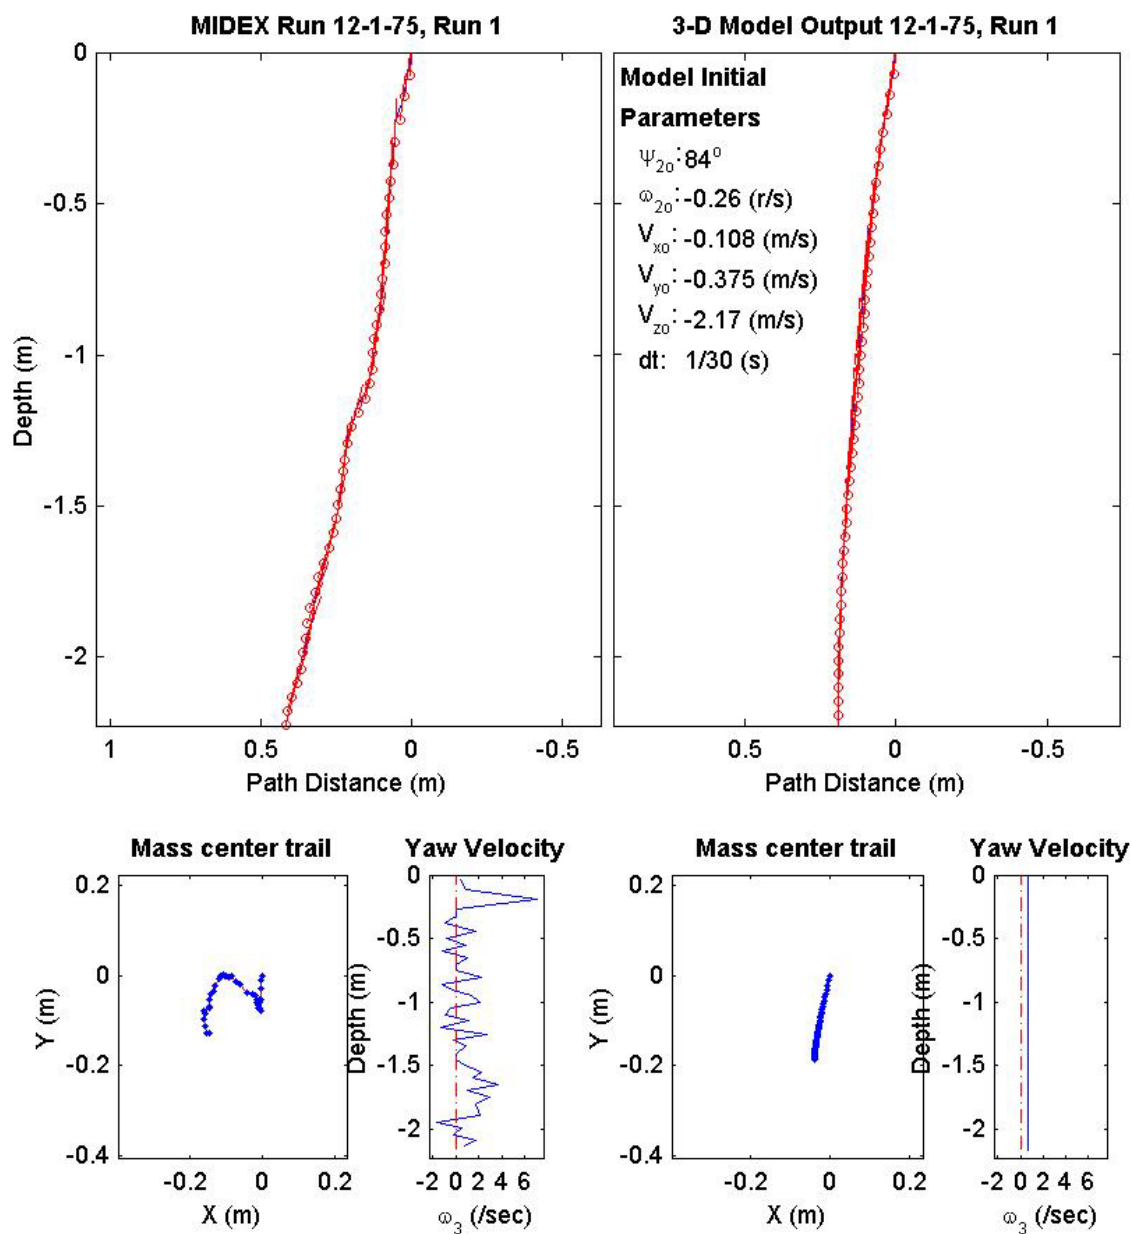 MIDEX Run 12-1-75, Run 1
3-D Model Output 12-1-75, Run 1
0
-0.5
-1
-1.5
-2
Depth (m)
1 0.5 0 -0.5
Path Distance (m)
Model Initial
Parameters
Ψ2o: 84°
ω2o: -0.26 (r/s)
Vxo: -0.108 (m/s)
Vyo: -0.375 (m/s)
Vzo: -2.17 (m/s)
dt: 1/30 (s)
0.5 0 -0.5
Path Distance (m)
Mass center trail
0.2
0
-0.2
-0.4
Y (m)
-0.2 0 0.2
X (m)
Yaw Velocity
0
-0.5
-1
-1.5
-2
Depth (m)
-2 0 2 4 6
ω3 (/sec)
Mass center trail
0.2
0
-0.2
-0.4
Y (m)
-0.2 0 0.2
X (m)
Yaw Velocity
0
-0.5
-1
-1.5
-2
Depth (m)
-2 0 2 4 6
ω3 (/sec)